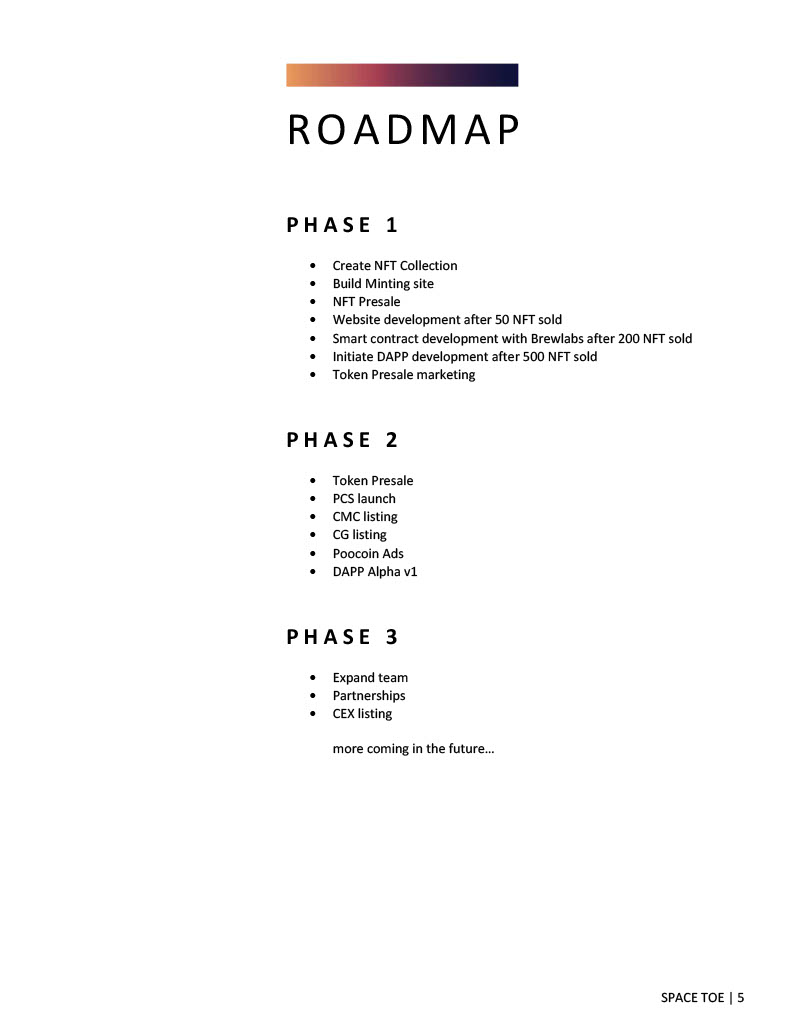 ROADMAP
PHASE 1
• Create NFT Collection
• Build Minting site
• NFT Presale
• Website development after 50 NFT sold
• Smart contract development with Brewlabs after 200 NFT sold
• Initiate DAPP development after 500 NFT sold
• Token Presale marketing
PHASE 2
• Token Presale
• PCS launch
• CMC listing
• CG listing
• Poocoin Ads
• DAPP Alpha v1
PHASE 3
• Expand team
• Partnerships
• CEX listing
more coming in the future…
SPACE TOE | 5